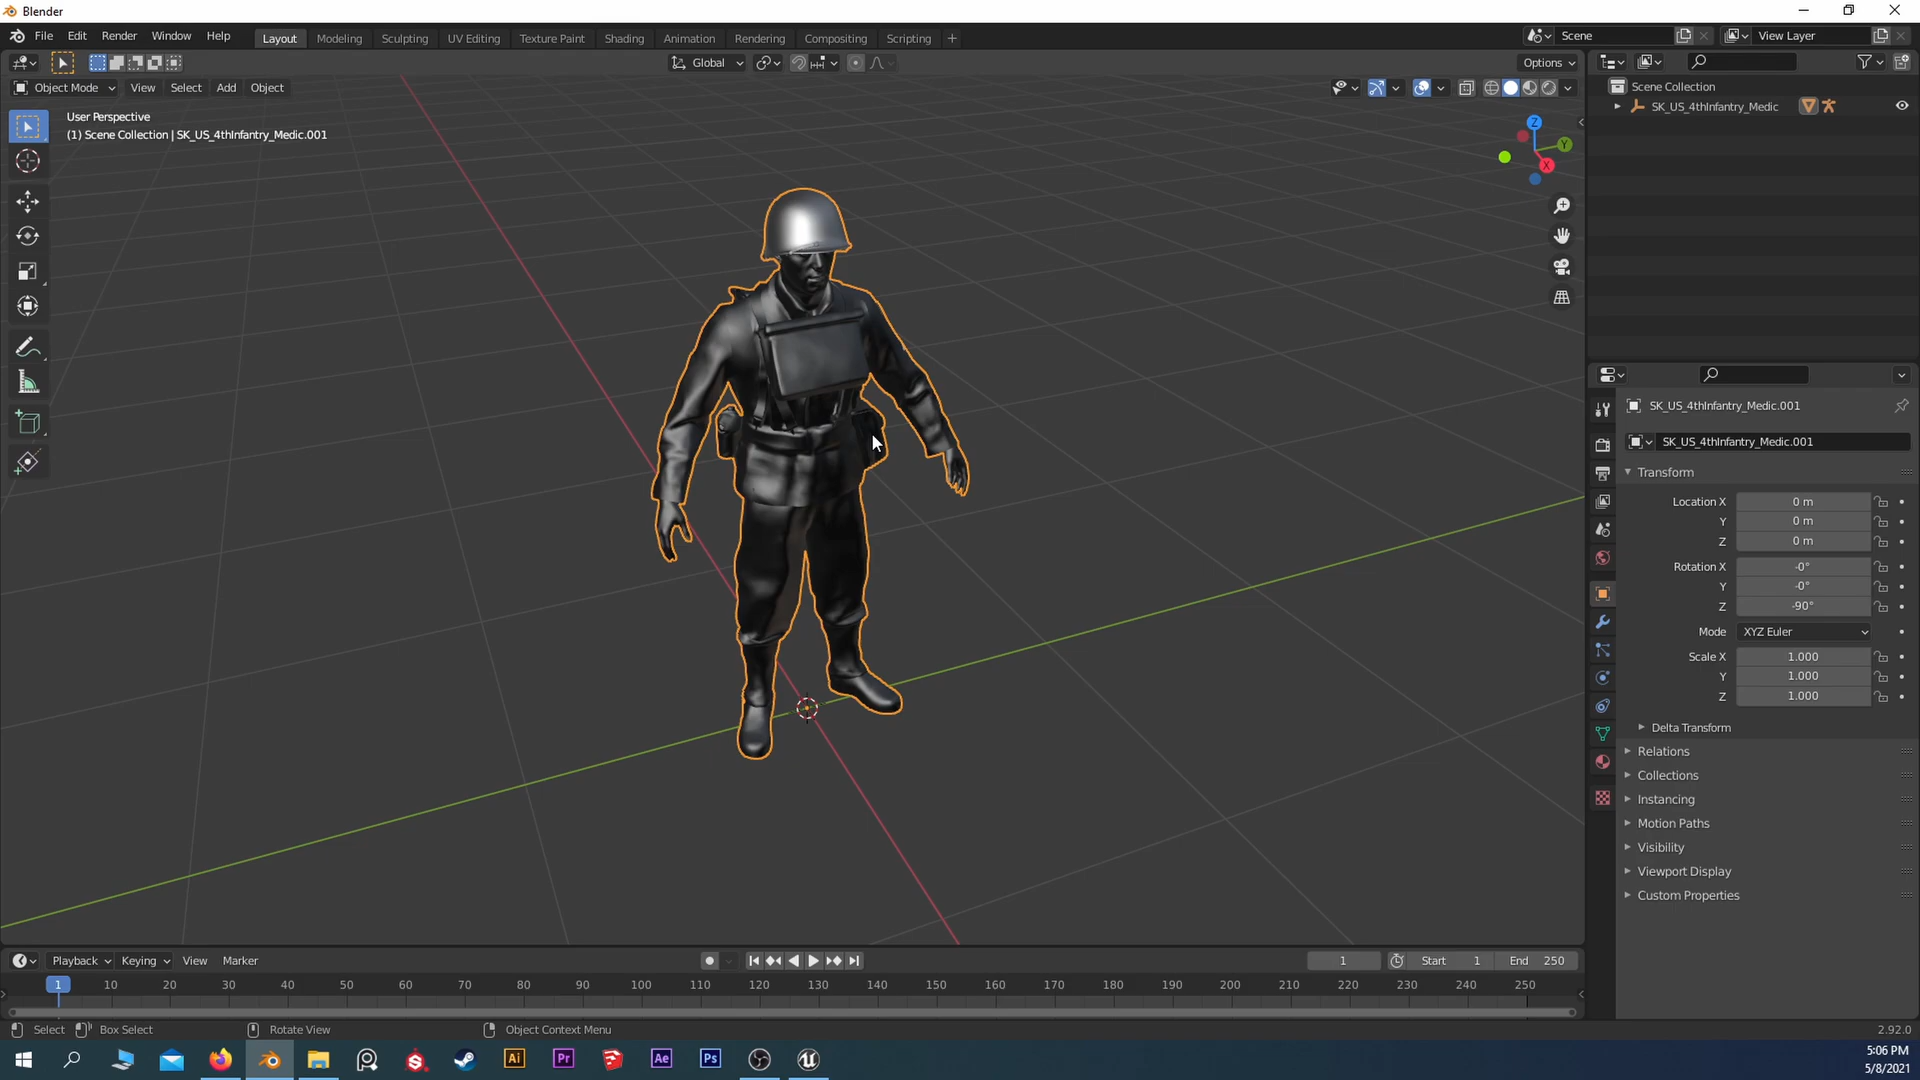 Blender
File Edit Render Window Help Layout Modeling Sculpting UV Editing Texture Paint Shading Animation Rendering Compositing Scripting + Scene View Layer
Global Options
Object Mode View Select Add Object
User Perspective
(1) Scene Collection | SK_US_4thInfantry_Medic.001
Z
Y
X
Scene Collection
SK_US_4thInfantry_Medic
SK_US_4thInfantry_Medic.001
SK_US_4thInfantry_Medic.001
Transform
Location X 0 m
Y 0 m
Z 0 m
Rotation X -0°
Y -0°
Z -90°
Mode XYZ Euler
Scale X 1.000
Y 1.000
Z 1.000
Delta Transform
Relations
Collections
Instancing
Motion Paths
Visibility
Viewport Display
Custom Properties
Playback Keying View Marker 1 Start 1 End 250
1 10 20 30 40 50 60 70 80 90 100 110 120 130 140 150 160 170 180 190 200 210 220 230 240 250
Select Box Select Rotate View Object Context Menu 2.92.0
Ai Pr Ae Ps
5:06 PM
5/8/2021